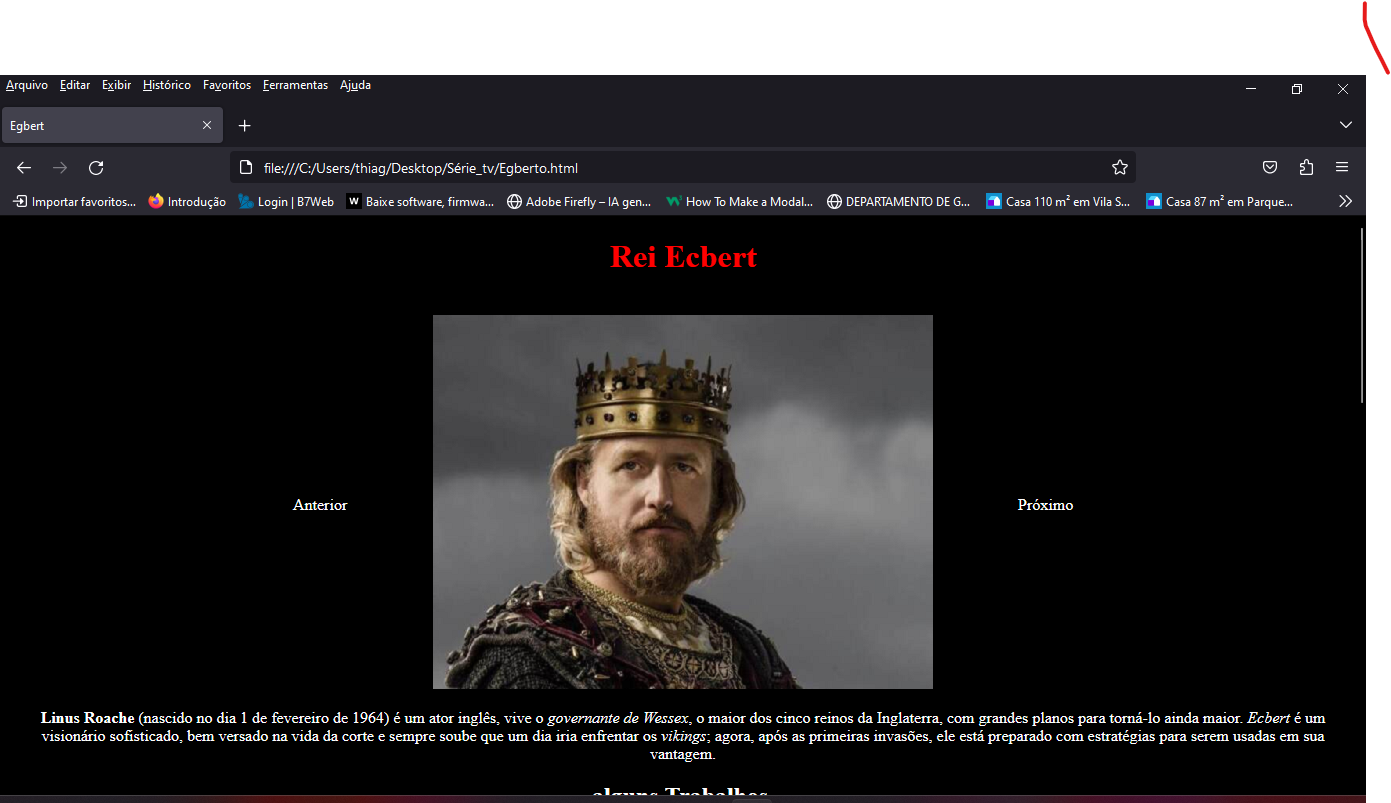 Arquivo Editar Exibir Histórico Favoritos Ferramentas Ajuda
Egbert
file:///C:/Users/thiag/Desktop/Série_tv/Egberto.html
Importar favoritos... Introdução Login | B7Web W Baixe software, firmwa... Adobe Firefly – IA gen... How To Make a Modal... DEPARTAMENTO DE G... Casa 110 m² em Vila S... Casa 87 m² em Parque...
Rei Ecbert
Anterior
Próximo
Linus Roache (nascido no dia 1 de fevereiro de 1964) é um ator inglês, vive o governante de Wessex, o maior dos cinco reinos da Inglaterra, com grandes planos para torná-lo ainda maior. Ecbert é um
visionário sofisticado, bem versado na vida da corte e sempre soube que um dia iria enfrentar os vikings; agora, após as primeiras invasões, ele está preparado com estratégias para serem usadas em sua
vantagem.
alguns Trabalhos